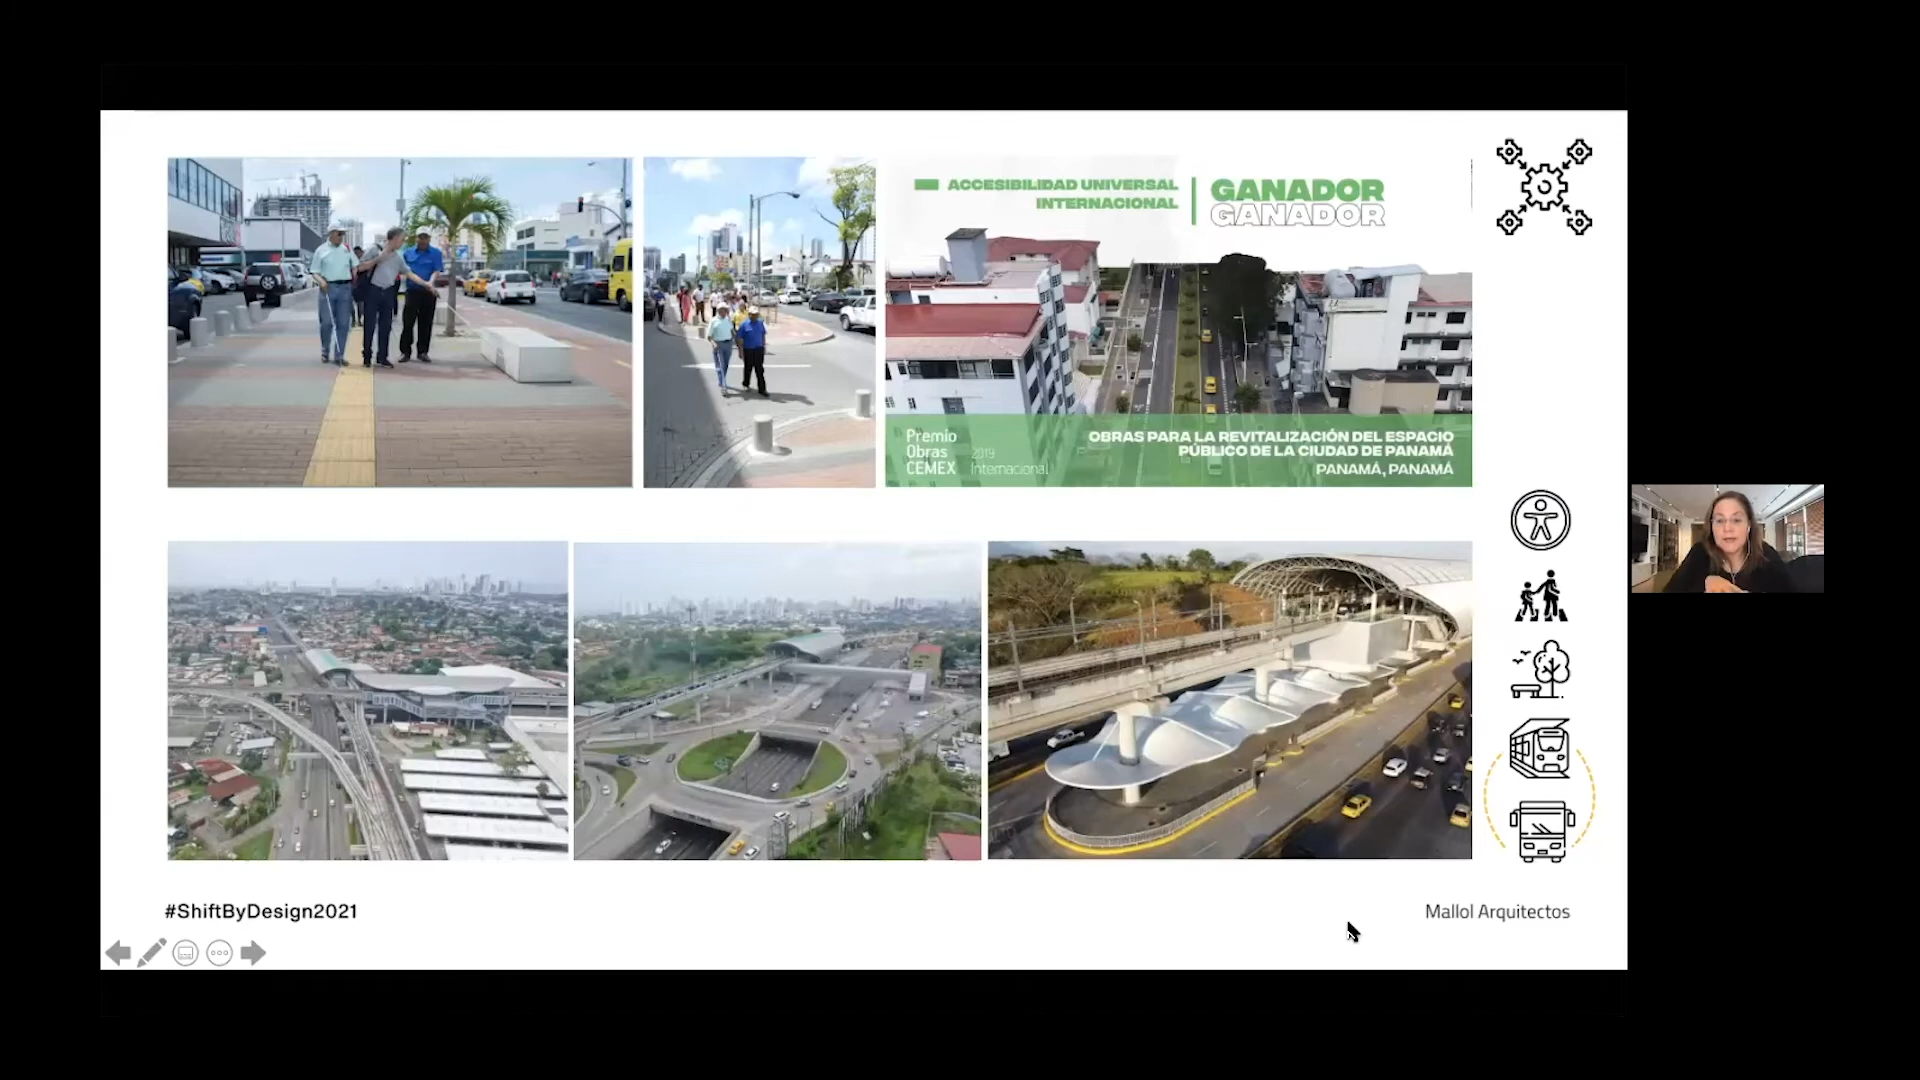 ACCESIBILIDAD UNIVERSAL
INTERNACIONAL
GANADOR
GANADOR
Premio
Obras
CEMEX
2019
Internacional
OBRAS PARA LA REVITALIZACIÓN DEL ESPACIO
PÚBLICO DE LA CIUDAD DE PANAMÁ
PANAMÁ, PANAMÁ
#ShiftByDesign2021
Mallol Arquitectos